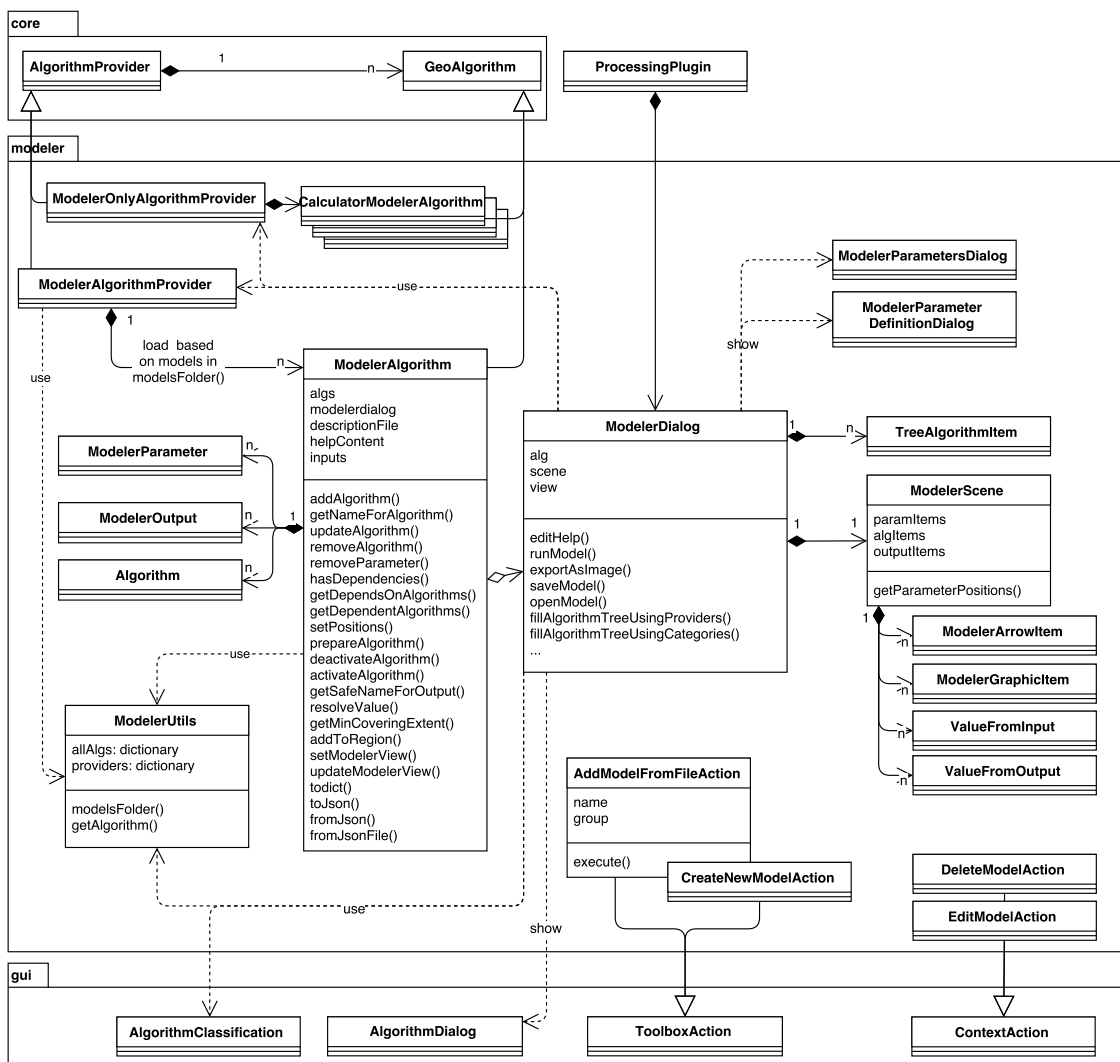 core
AlgorithmProvider
1
n
GeoAlgorithm
ProcessingPlugin
modeler
ModelerOnlyAlgorithmProvider
CalculatorModelerAlgorithm
ModelerParametersDialog
ModelerAlgorithmProvider
use
ModelerParameter
DefinitionDialog
show
1
load based
on models in
modelsFolder()
n
use
ModelerAlgorithm
algs
modelerdialog
descriptionFile
helpContent
inputs
addAlgorithm()
getNameForAlgorithm()
updateAlgorithm()
removeAlgorithm()
removeParameter()
hasDependencies()
getDependsOnAlgorithms()
getDependentAlgorithms()
setPositions()
prepareAlgorithm()
deactivateAlgorithm()
activateAlgorithm()
getSafeNameForOutput()
resolveValue()
getMinCoveringExtent()
addToRegion()
setModelerView()
updateModelerView()
todict()
toJson()
fromJson()
fromJsonFile()
ModelerParameter
n
ModelerOutput
n
1
Algorithm
n
ModelerDialog
alg
scene
view
editHelp()
runModel()
exportAsImage()
saveModel()
openModel()
fillAlgorithmTreeUsingProviders()
fillAlgorithmTreeUsingCategories()
...
1
n
TreeAlgorithmItem
1
1
ModelerScene
paramItems
algItems
outputItems
getParameterPositions()
1
n
ModelerArrowItem
n
ModelerGraphicItem
n
ValueFromInput
n
ValueFromOutput
use
ModelerUtils
allAlgs: dictionary
providers: dictionary
modelsFolder()
getAlgorithm()
use
show
AddModelFromFileAction
name
group
execute()
CreateNewModelAction
DeleteModelAction
EditModelAction
gui
AlgorithmClassification
AlgorithmDialog
ToolboxAction
ContextAction